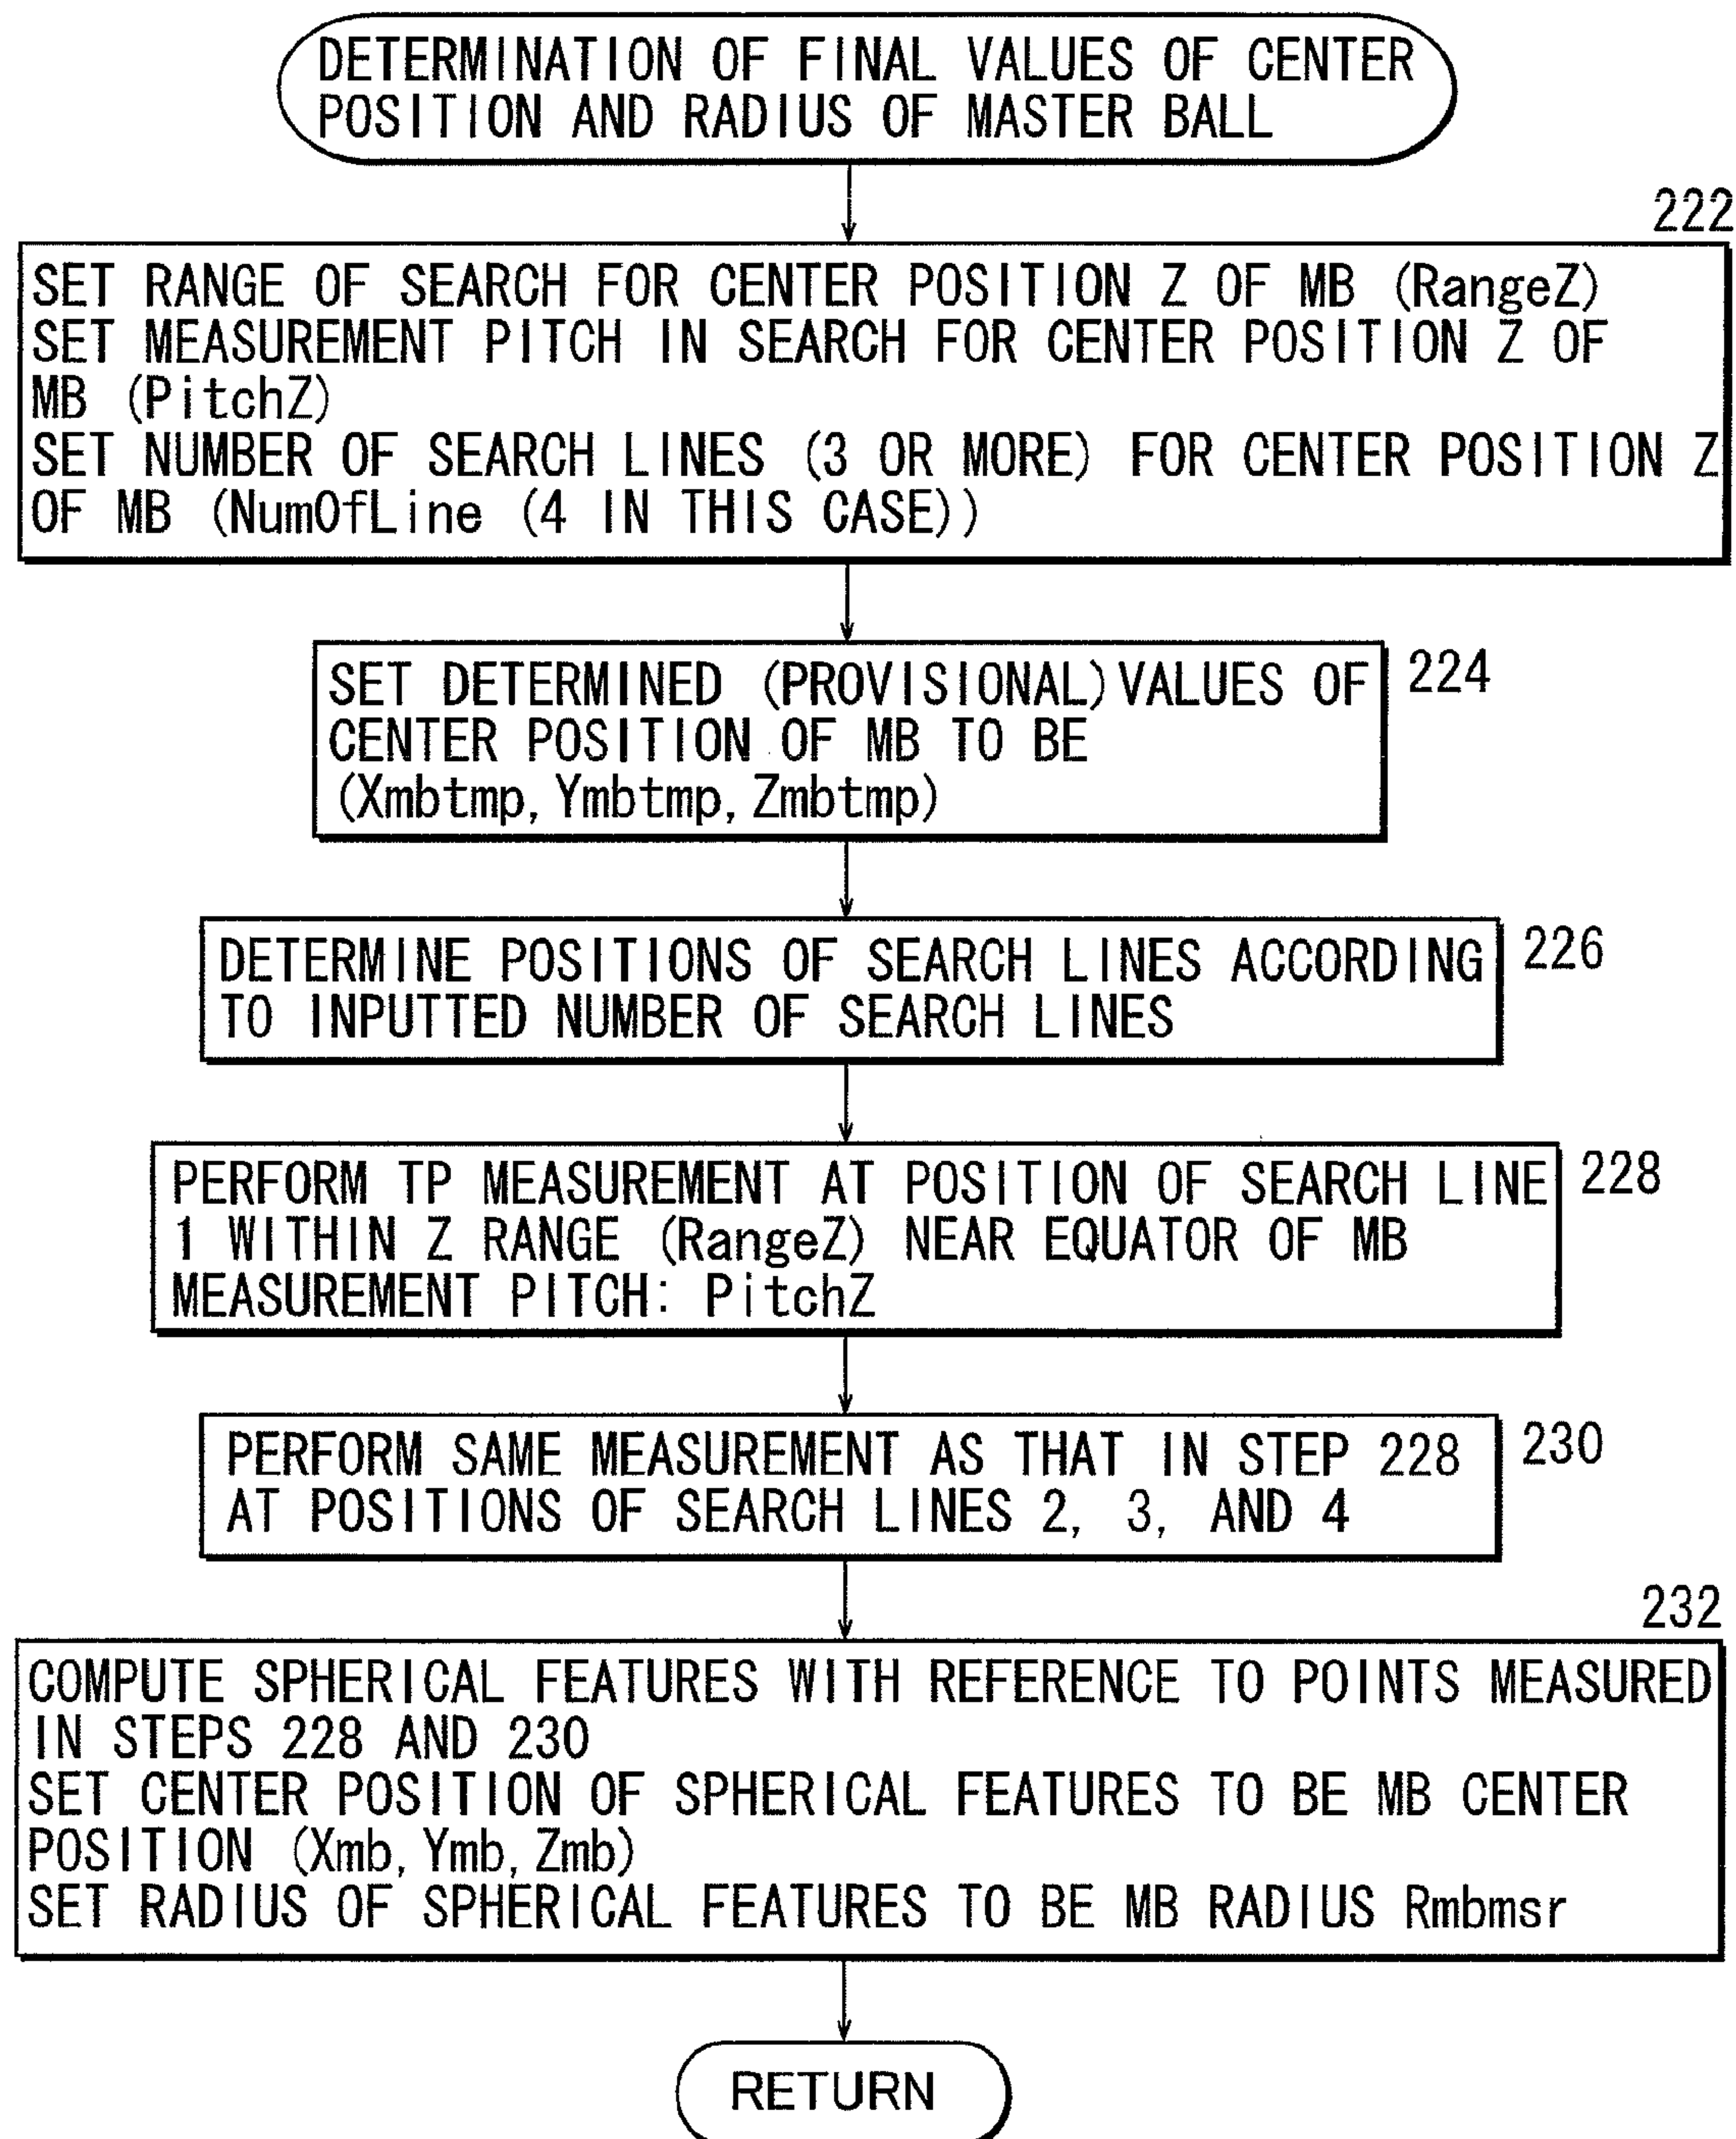 DETERMINATION OF FINAL VALUES OF CENTER
POSITION AND RADIUS OF MASTER BALL
222
SET RANGE OF SEARCH FOR CENTER POSITION Z OF MB (RangeZ)
SET MEASUREMENT PITCH IN SEARCH FOR CENTER POSITION Z OF
MB (PitchZ)
SET NUMBER OF SEARCH LINES (3 OR MORE) FOR CENTER POSITION Z
OF MB (NumOfLine (4 IN THIS CASE))
SET DETERMINED (PROVISIONAL) VALUES OF
CENTER POSITION OF MB TO BE
(Xmbtmp, Ymbtmp, Zmbtmp)
224
DETERMINE POSITIONS OF SEARCH LINES ACCORDING
TO INPUTTED NUMBER OF SEARCH LINES
226
PERFORM TP MEASUREMENT AT POSITION OF SEARCH LINE
1 WITHIN Z RANGE (RangeZ) NEAR EQUATOR OF MB
MEASUREMENT PITCH: PitchZ
228
PERFORM SAME MEASUREMENT AS THAT IN STEP 228
AT POSITIONS OF SEARCH LINES 2, 3, AND 4
230
232
COMPUTE SPHERICAL FEATURES WITH REFERENCE TO POINTS MEASURED
IN STEPS 228 AND 230
SET CENTER POSITION OF SPHERICAL FEATURES TO BE MB CENTER
POSITION (Xmb, Ymb, Zmb)
SET RADIUS OF SPHERICAL FEATURES TO BE MB RADIUS Rmbmsr
RETURN